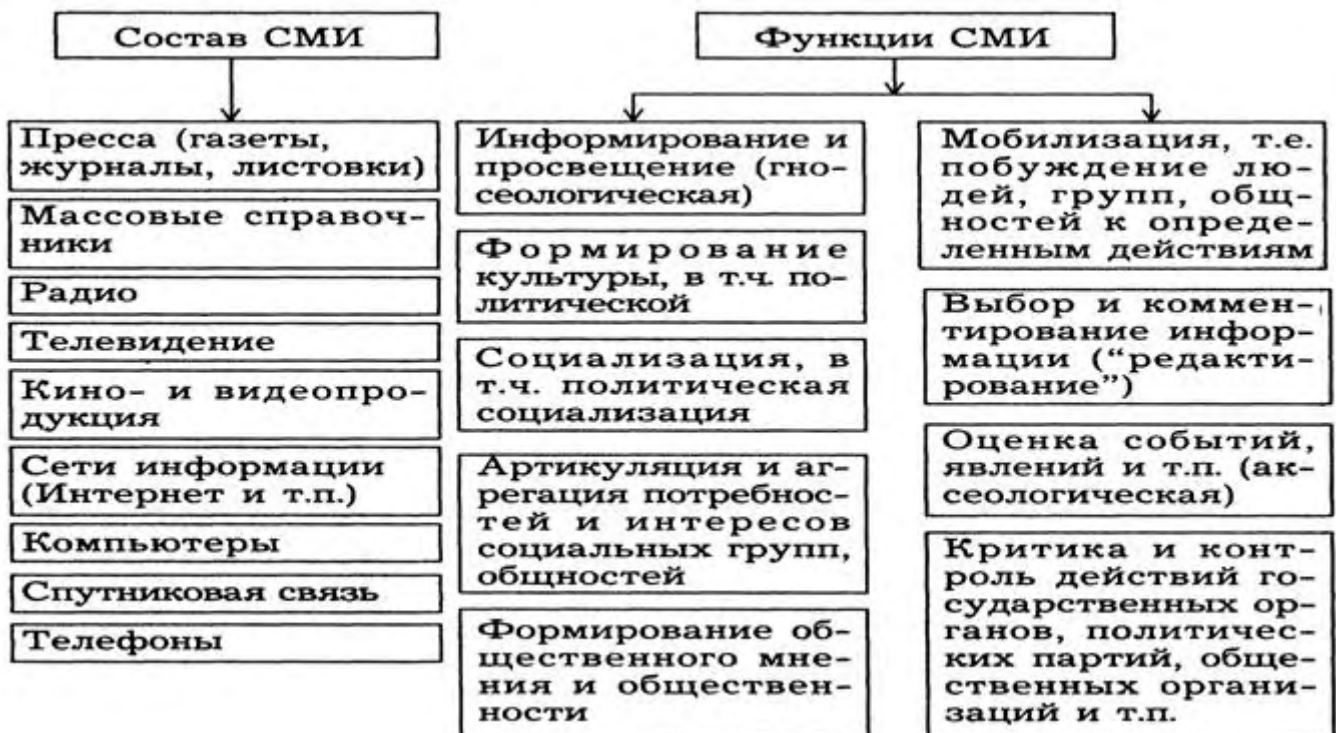 Состав СМИ
Пресса (газеты,
журналы, листовки)
Массовые справоч-
ники
Радио
Телевидение
Кино- и видеопро-
дукция
Сети информации
(Интернет и т.п.)
Компьютеры
Спутниковая связь
Телефоны
Функции СМИ
Информирование и
просвещение (гно-
сеологическая)
Формирование
культуры, в т.ч. по-
литической
Социализация, в
т.ч. политическая
социализация
Артикуляция и аг-
регация потребнос-
тей и интересов
социальных групп,
общностей
Формирование об-
щественного мне-
ния и обществен-
ности
Мобилизация, т.е.
побуждение лю-
дей, групп, общ-
ностей к опреде-
ленным действиям
Выбор и коммен-
тирование инфор-
мации (“редакти-
рование”)
Оценка событий,
явлений и т.п. (ак-
сеологическая)
Критика и конт-
роль действий го-
сударственных ор-
ганов, политичес-
ких партий, обще-
ственных органи-
заций и т.п.